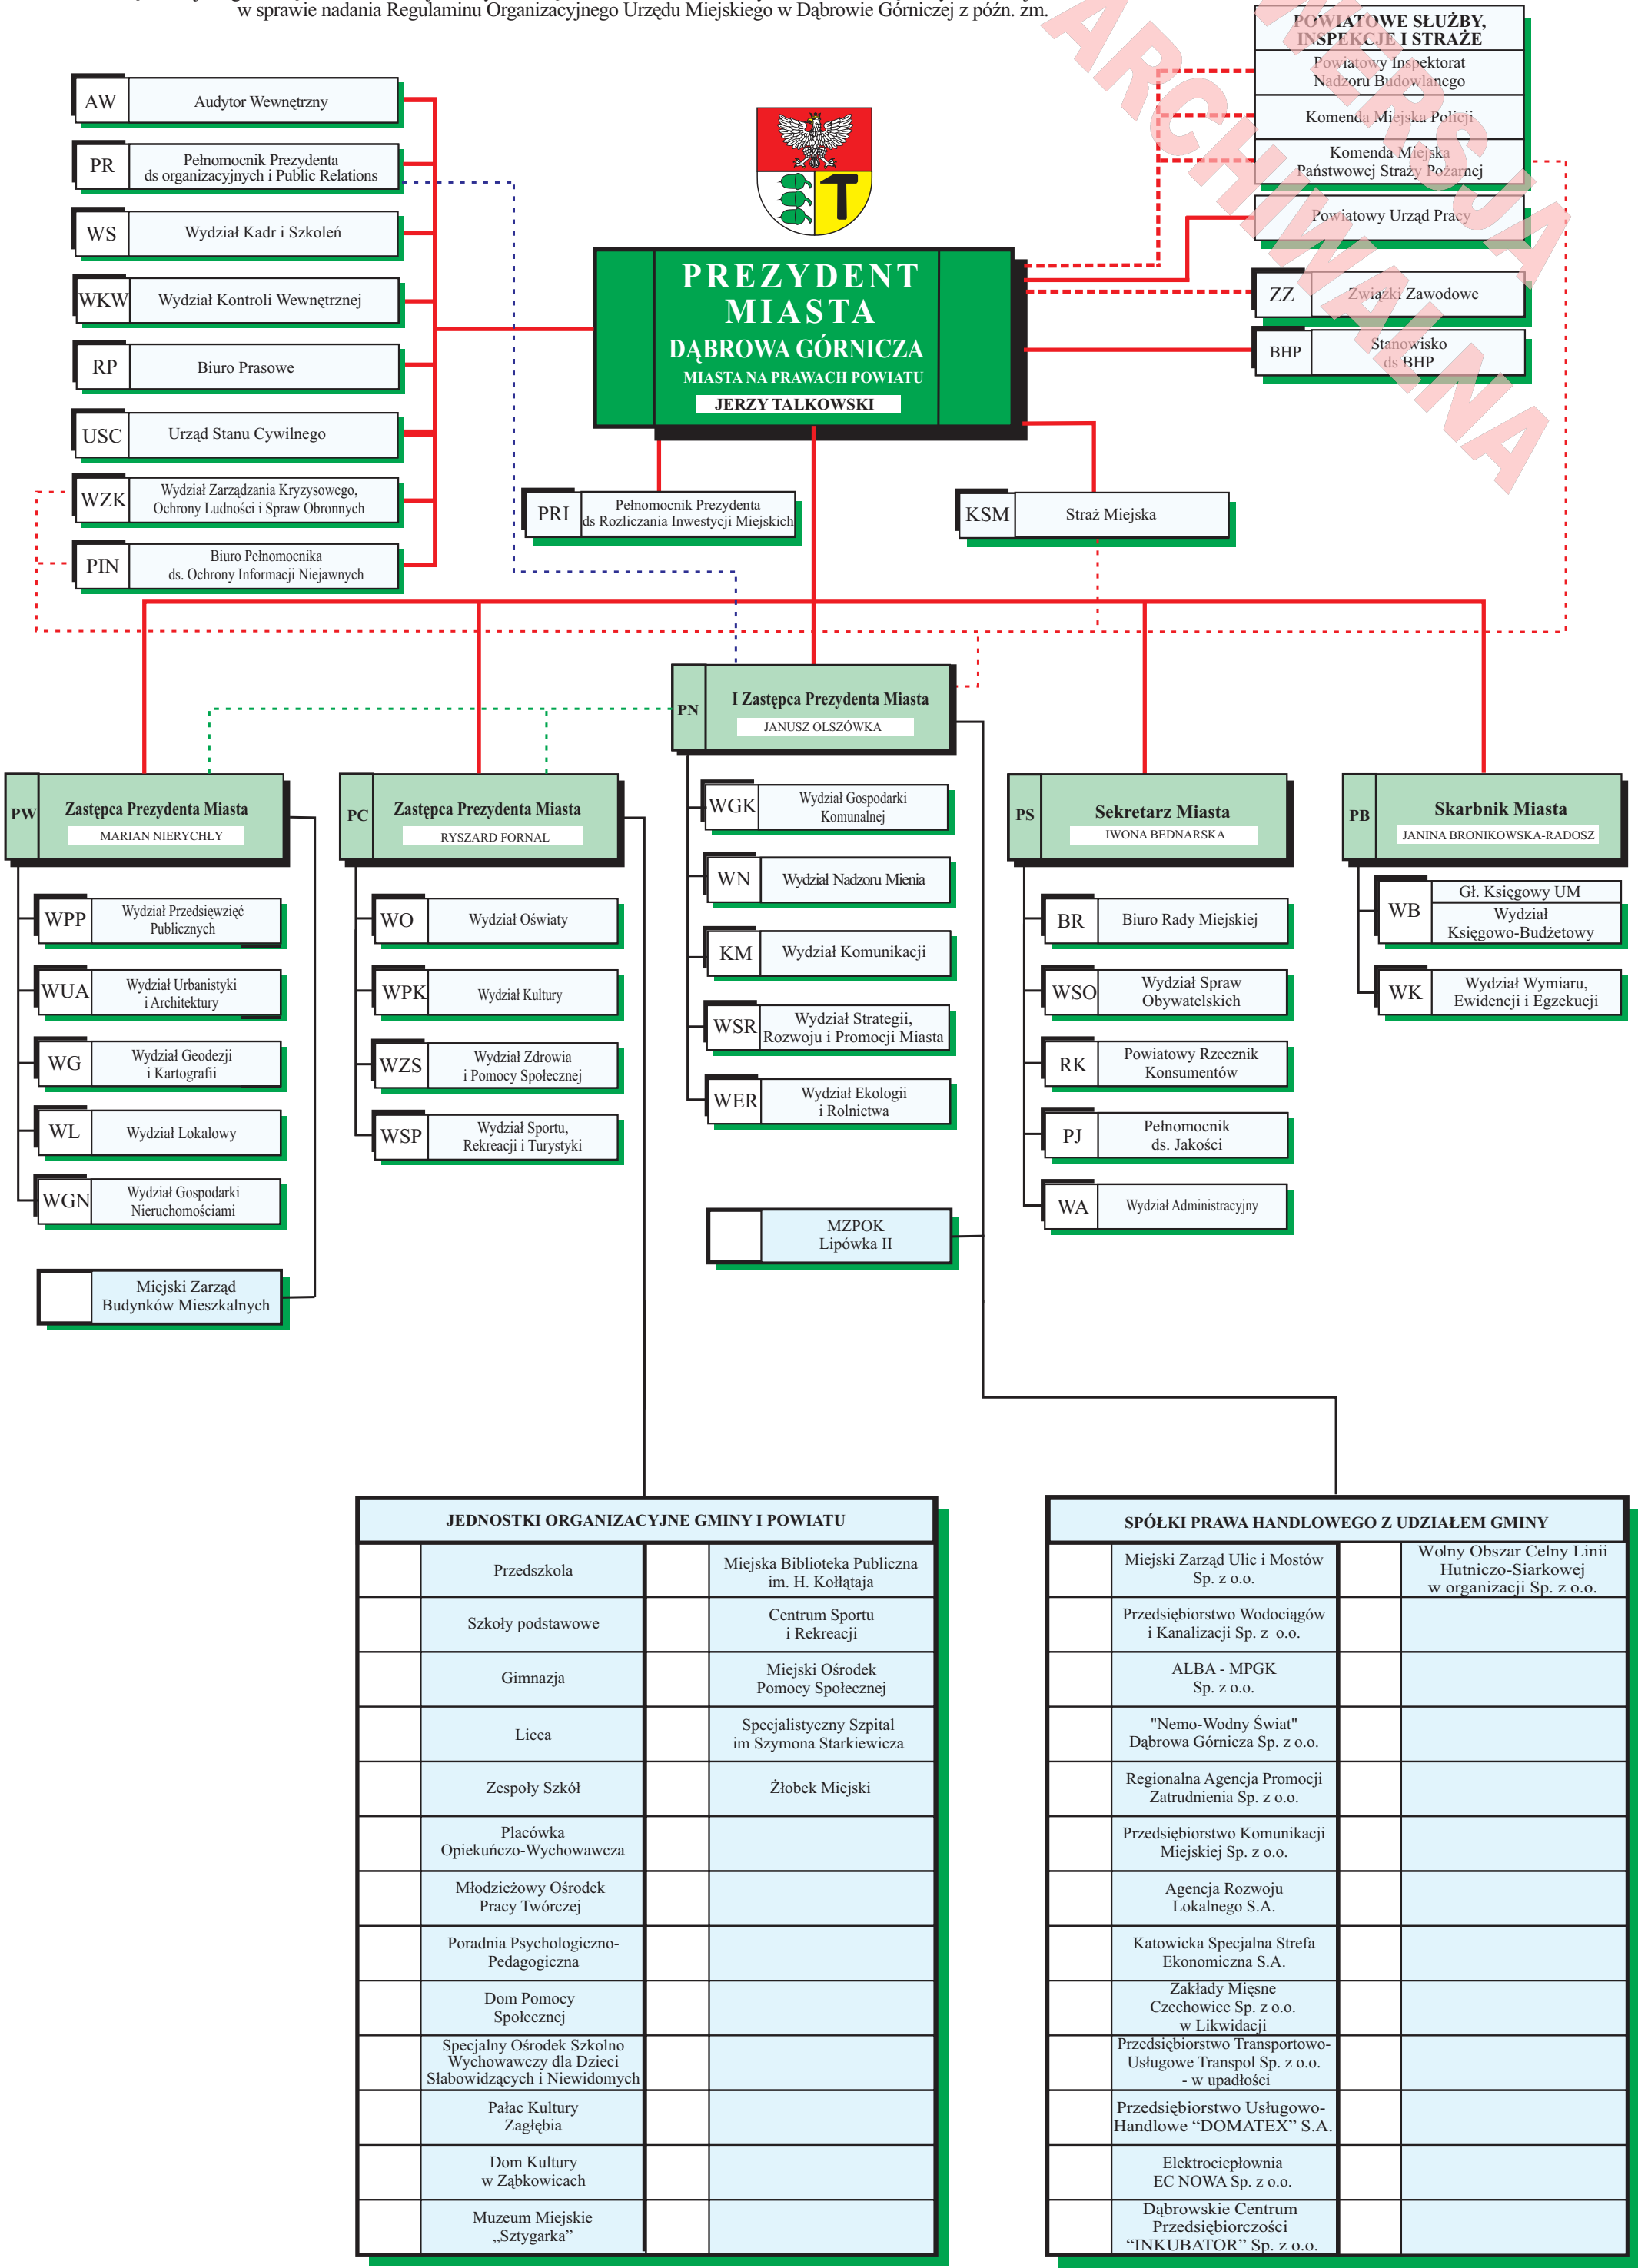 w sprawie nadania Regulaminu Organizacyjnego Urzędu Miejskiego w Dąbrowie Górniczej z późn. zm.
WERSJA
ARCHIWALNA
POWIATOWE SŁUŻBY,
INSPEKCJE I STRAŻE
Powiatowy Inspektorat
Nadzoru Budowlanego
Komenda Miejska Policji
Komenda Miejska
Państwowej Straży Pożarnej
Powiatowy Urząd Pracy
ZZ
Związki Zawodowe
BHP
Stanowisko
ds BHP
AW
Audytor Wewnętrzny
PR
Pełnomocnik Prezydenta
ds organizacyjnych i Public Relations
WS
Wydział Kadr i Szkoleń
WKW
Wydział Kontroli Wewnętrznej
RP
Biuro Prasowe
USC
Urząd Stanu Cywilnego
WZK
Wydział Zarządzania Kryzysowego,
Ochrony Ludności i Spraw Obronnych
PIN
Biuro Pełnomocnika
ds. Ochrony Informacji Niejawnych
PREZYDENT
MIASTA
DĄBROWA GÓRNICZA
MIASTA NA PRAWACH POWIATU
JERZY TALKOWSKI
PRI
Pełnomocnik Prezydenta
ds Rozliczania Inwestycji Miejskich
KSM
Straż Miejska
PN
I Zastępca Prezydenta Miasta
JANUSZ OLSZÓWKA
PW
Zastępca Prezydenta Miasta
MARIAN NIERYCHŁY
PC
Zastępca Prezydenta Miasta
RYSZARD FORNAL
PS
Sekretarz Miasta
IWONA BEDNARSKA
PB
Skarbnik Miasta
JANINA BRONIKOWSKA-RADOSZ
WPP
Wydział Przedsięwzięć
Publicznych
WUA
Wydział Urbanistyki
i Architektury
WG
Wydział Geodezji
i Kartografii
WL
Wydział Lokalowy
WGN
Wydział Gospodarki
Nieruchomościami
Miejski Zarząd
Budynków Mieszkalnych
WO
Wydział Oświaty
WPK
Wydział Kultury
WZS
Wydział Zdrowia
i Pomocy Społecznej
WSP
Wydział Sportu,
Rekreacji i Turystyki
WGK
Wydział Gospodarki
Komunalnej
WN
Wydział Nadzoru Mienia
KM
Wydział Komunikacji
WSR
Wydział Strategii,
Rozwoju i Promocji Miasta
WER
Wydział Ekologii
i Rolnictwa
MZPOK
Lipówka II
BR
Biuro Rady Miejskiej
WSO
Wydział Spraw
Obywatelskich
RK
Powiatowy Rzecznik
Konsumentów
PJ
Pełnomocnik
ds. Jakości
WA
Wydział Administracyjny
WB
Gł. Księgowy UM
Wydział
Księgowo-Budżetowy
WK
Wydział Wymiaru,
Ewidencji i Egzekucji
JEDNOSTKI ORGANIZACYJNE GMINY I POWIATU
Przedszkola
Szkoły podstawowe
Gimnazja
Licea
Zespoły Szkół
Placówka
Opiekuńczo-Wychowawcza
Młodzieżowy Ośrodek
Pracy Twórczej
Poradnia Psychologiczno-
Pedagogiczna
Dom Pomocy
Społecznej
Specjalny Ośrodek Szkolno
Wychowawczy dla Dzieci
Słabowidzących i Niewidomych
Pałac Kultury
Zagłębia
Dom Kultury
w Ząbkowicach
Muzeum Miejskie
„Sztygarka”
Miejska Biblioteka Publiczna
im. H. Kołłątaja
Centrum Sportu
i Rekreacji
Miejski Ośrodek
Pomocy Społecznej
Specjalistyczny Szpital
im Szymona Starkiewicza
Żłobek Miejski
SPÓŁKI PRAWA HANDLOWEGO Z UDZIAŁEM GMINY
Miejski Zarząd Ulic i Mostów
Sp. z o.o.
Przedsiębiorstwo Wodociągów
i Kanalizacji Sp. z o.o.
ALBA - MPGK
Sp. z o.o.
"Nemo-Wodny Świat"
Dąbrowa Górnicza Sp. z o.o.
Regionalna Agencja Promocji
Zatrudnienia Sp. z o.o.
Przedsiębiorstwo Komunikacji
Miejskiej Sp. z o.o.
Agencja Rozwoju
Lokalnego S.A.
Katowicka Specjalna Strefa
Ekonomiczna S.A.
Zakłady Mięsne
Czechowice Sp. z o.o.
w Likwidacji
Przedsiębiorstwo Transportowo-
Usługowe Transpol Sp. z o.o.
- w upadłości
Przedsiębiorstwo Usługowo-
Handlowe “DOMATEX” S.A.
Elektrociepłownia
EC NOWA Sp. z o.o.
Dąbrowskie Centrum
Przedsiębiorczości
“INKUBATOR” Sp. z o.o.
Wolny Obszar Celny Linii
Hutniczo-Siarkowej
w organizacji Sp. z o.o.